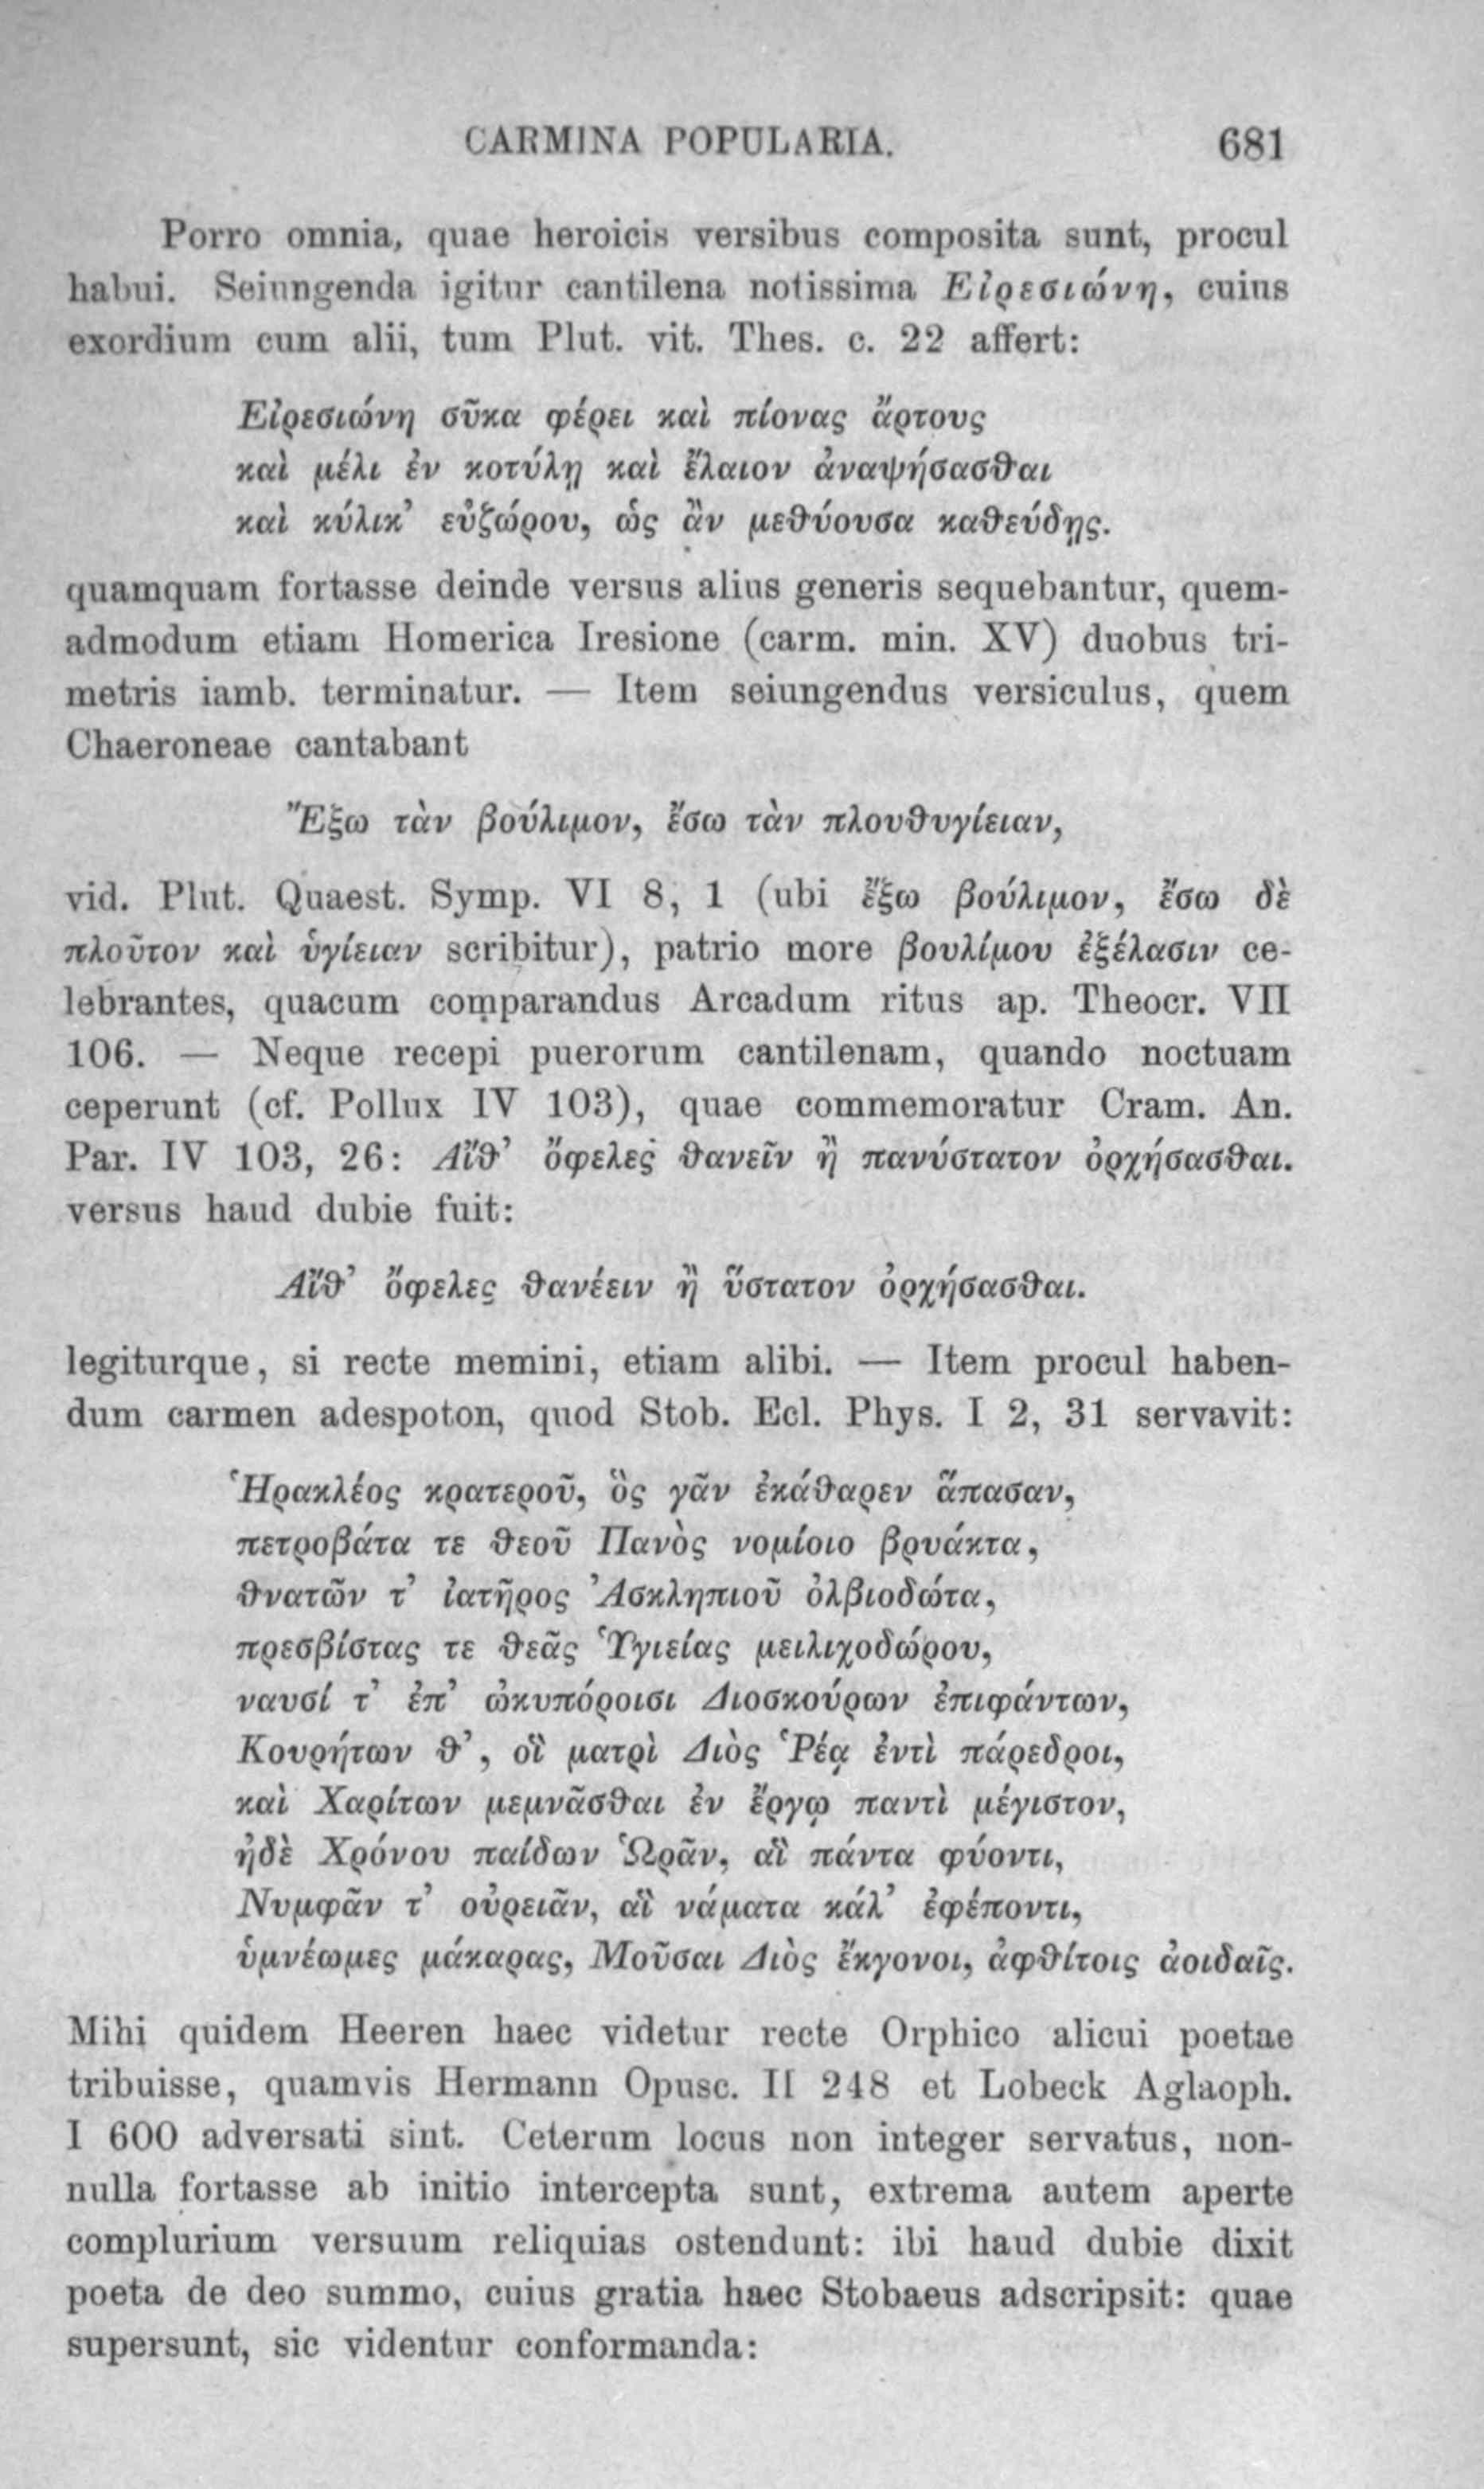 CARMINA POPULARIA. 681
Porro omnia, quae heroicis versibus composita sunt, procul
habui. Seiungenda igitur cantilena notissima Εἰρεσιώνη, cuius
exordium cum alii, tum Plut. vit. Thes. c. 22 affert:
Εἰρεσιώνη σῦκα φέρει καὶ πίονας ἄρτους
καὶ μέλι ἐν κοτύλῃ καὶ ἔλαιον ἀναψήσασθαι
καὶ κύλικ’ εὐζώρου, ὡς ἂν μεθύουσα καθεύδῃς.
quamquam fortasse deinde versus alius generis sequebantur, quem-
admodum etiam Homerica Iresione (carm. min. XV) duobus tri-
metris iamb. terminatur. — Item seiungendus versiculus, quem
Chaeroneae cantabant
Ἔξω τὰν βούλιμον, ἔσω τὰν πλουθυγίειαν,
vid. Plut. Quaest. Symp. VI 8, 1 (ubi ἔξω βούλιμον, ἔσω δὲ
πλοῦτον καὶ ὑγίειαν scribitur), patrio more βουλίμου ἐξέλασιν ce-
lebrantes, quacum comparandus Arcadum ritus ap. Theocr. VII
106. — Neque recepi puerorum cantilenam, quando noctuam
ceperunt (cf. Pollux IV 103), quae commemoratur Cram. An.
Par. IV 103, 26: Αἴθ’ ὄφελες θανεῖν ἢ πανύστατον ὀρχήσασθαι.
versus haud dubie fuit:
Αἴθ’ ὄφελες θανέειν ἢ ὕστατον ὀρχήσασθαι.
legiturque, si recte memini, etiam alibi. — Item procul haben-
dum carmen adespoton, quod Stob. Ecl. Phys. I 2, 31 servavit:
Ἡρακλέος κρατεροῦ, ὃς γᾶν ἐκάθαρεν ἅπασαν,
πετροβάτα τε θεοῦ Πανὸς νομίοιο βρυάκτα,
θνατῶν τ’ ἰατῆρος Ἀσκληπιοῦ ὀλβιοδώτα,
πρεσβίστας τε θεᾶς Ὑγιείας μειλιχοδώρου,
ναυσί τ’ ἐπ’ ὠκυπόροισι Διοσκούρων ἐπιφάντων,
Κουρήτων θ’, οἳ ματρὶ Διὸς Ῥέᾳ ἐντὶ πάρεδροι,
καὶ Χαρίτων μεμνᾶσθαι ἐν ἔργῳ παντὶ μέγιστον,
ἠδὲ Χρόνου παίδων Ὡρᾶν, αἳ πάντα φύοντι,
Νυμφᾶν τ’ οὐρειᾶν, αἳ νάματα κάλ’ ἐφέποντι,
ὑμνέωμες μάκαρας, Μοῦσαι Διὸς ἔκγονοι, ἀφθίτοις ἀοιδαῖς.
Mihi quidem Heeren haec videtur recte Orphico alicui poetae
tribuisse, quamvis Hermann Opusc. II 248 et Lobeck Aglaoph.
I 600 adversati sint. Ceterum locus non integer servatus, non-
nulla fortasse ab initio intercepta sunt, extrema autem aperte
complurium versuum reliquias ostendunt: ibi haud dubie dixit
poeta de deo summo, cuius gratia haec Stobaeus adscripsit: quae
supersunt, sic videntur conformanda: